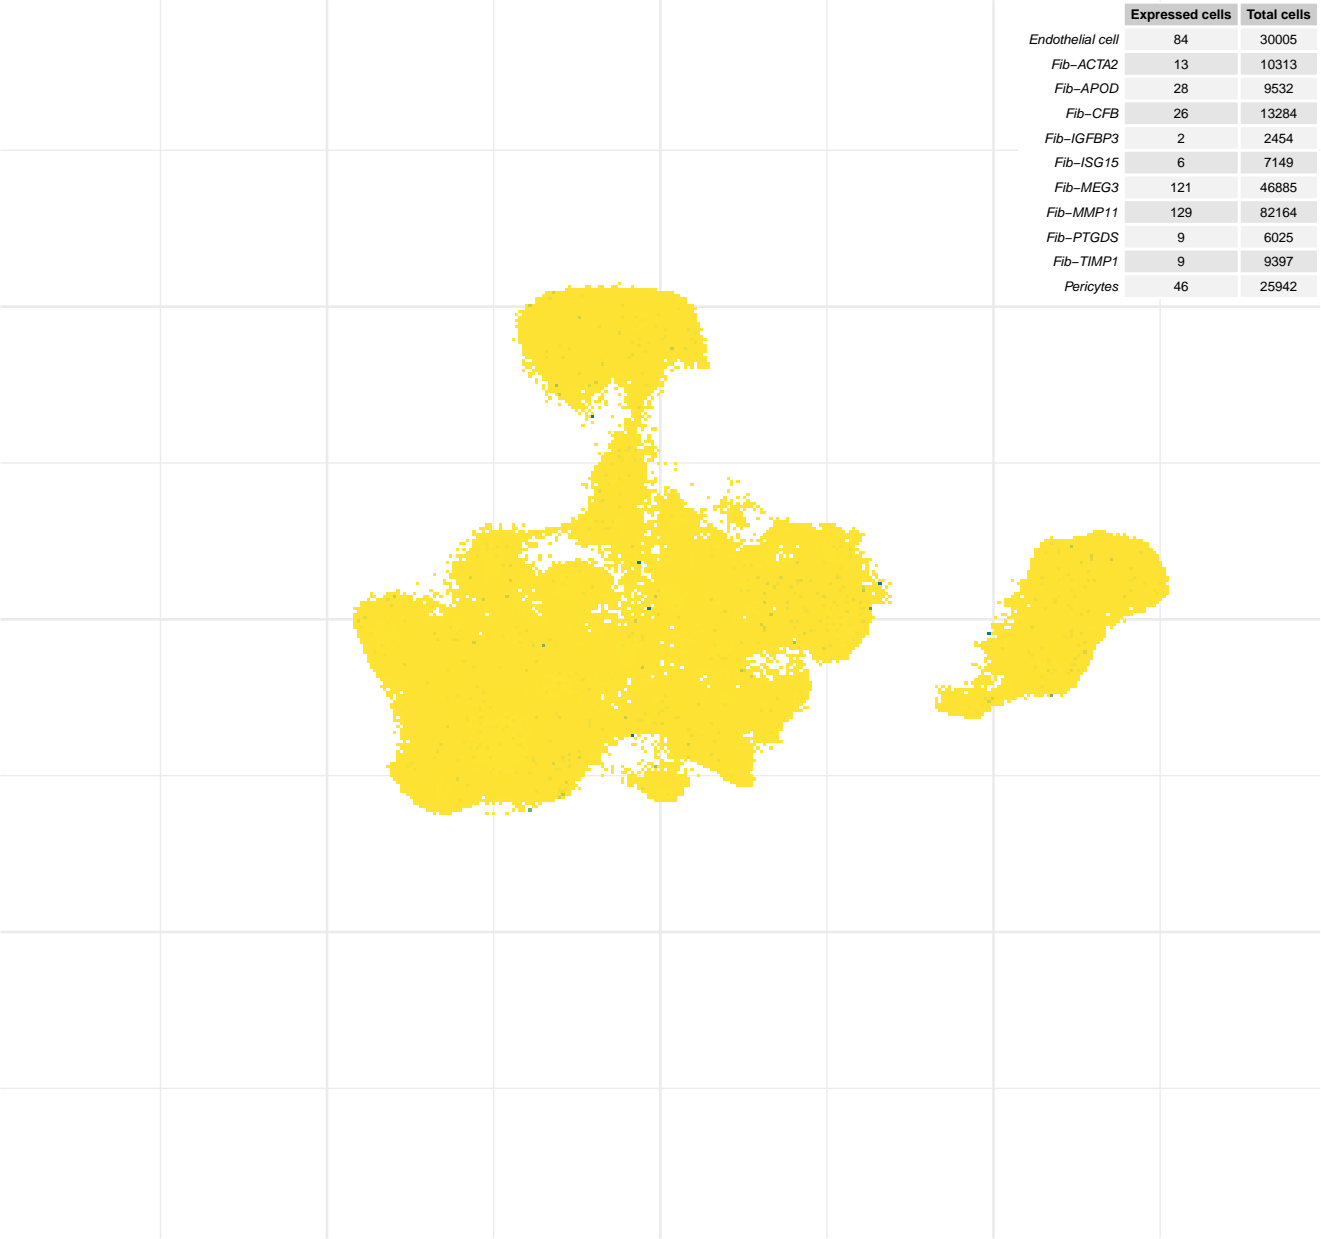 Expressed cells Total cells
Endothelial cell 84 30005
Fib−ACTA2 13 10313
Fib−APOD 28 9532
Fib−CFB 26 13284
Fib−IGFBP3 2 2454
Fib−ISG15 6 7149
Fib−MEG3 121 46885
Fib−MMP11 129 82164
Fib−PTGDS 9 6025
Fib−TIMP1 9 9397
Pericytes 46 25942